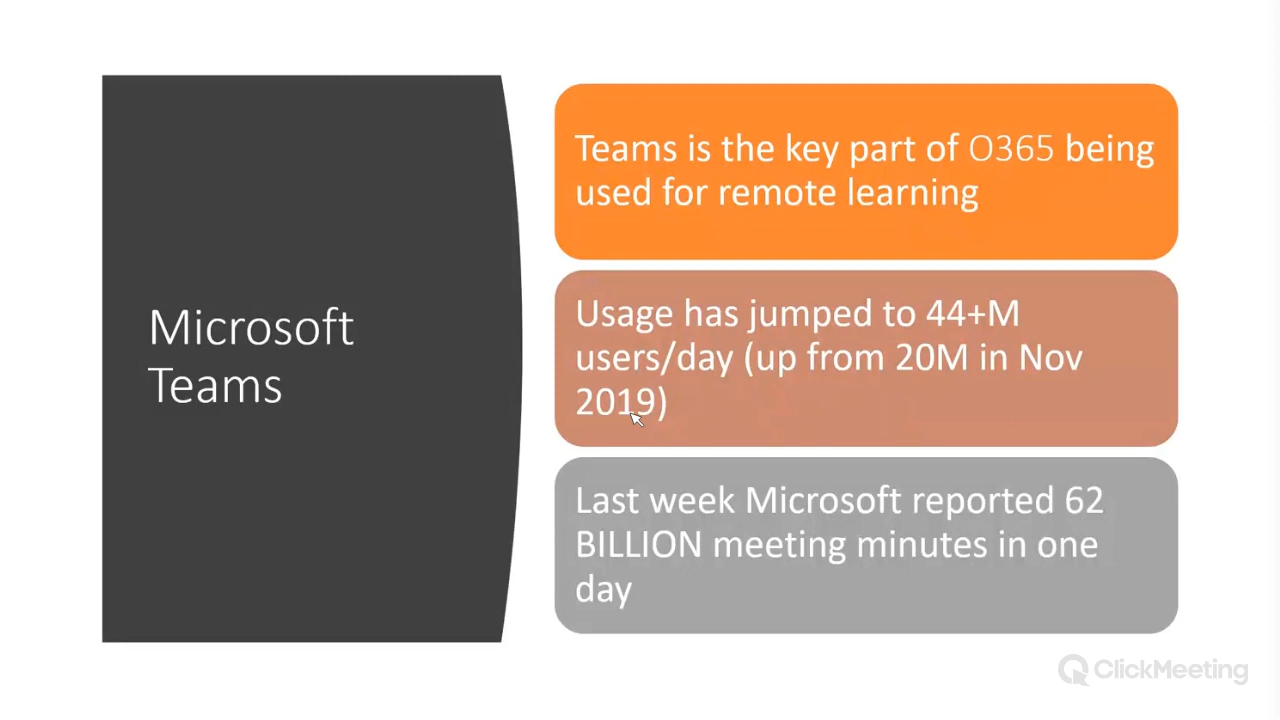 Microsoft
Teams
Teams is the key part of O365 being
used for remote learning
Usage has jumped to 44+M
users/day (up from 20M in Nov
2019)
Last week Microsoft reported 62
BILLION meeting minutes in one
day
ClickMeeting